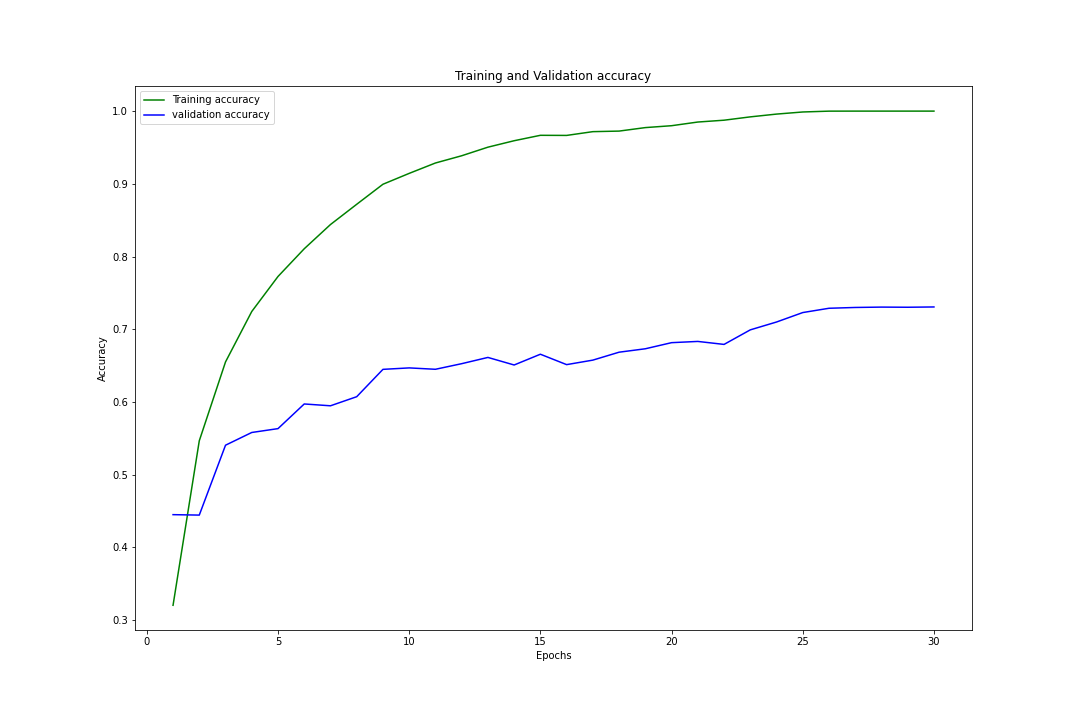 Training and Validation accuracy
Training accuracy
validation accuracy
1.0
0.9
0.8
0.7
0.6
0.5
0.4
0.3
Accuracy
0 5 10 15 20 25 30
Epochs